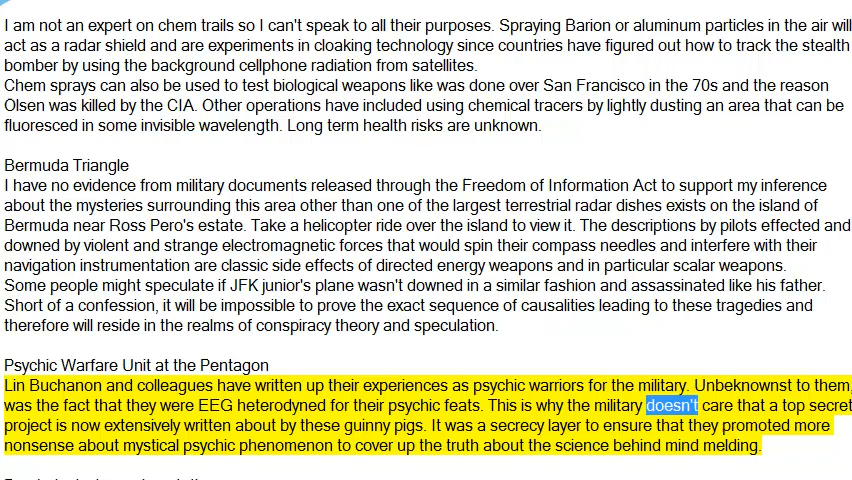 I am not an expert on chem trails so I can't speak to all their purposes. Spraying Barion or aluminum particles in the air will
act as a radar shield and are experiments in cloaking technology since countries have figured out how to track the stealth
bomber by using the background cellphone radiation from satellites.
Chem sprays can also be used to test biological weapons like was done over San Francisco in the 70s and the reason
Olsen was killed by the CIA. Other operations have included using chemical tracers by lightly dusting an area that can be
fluoresced in some invisible wavelength. Long term health risks are unknown.
Bermuda Triangle
I have no evidence from military documents released through the Freedom of Information Act to support my inference
about the mysteries surrounding this area other than one of the largest terrestrial radar dishes exists on the island of
Bermuda near Ross Pero's estate. Take a helicopter ride over the island to view it. The descriptions by pilots effected and
downed by violent and strange electromagnetic forces that would spin their compass needles and interfere with their
navigation instrumentation are classic side effects of directed energy weapons and in particular scalar weapons.
Some people might speculate if JFK junior's plane wasn't downed in a similar fashion and assassinated like his father.
Short of a confession, it will be impossible to prove the exact sequence of causalities leading to these tragedies and
therefore will reside in the realms of conspiracy theory and speculation.
Psychic Warfare Unit at the Pentagon
Lin Buchanon and colleagues have written up their experiences as psychic warriors for the military. Unbeknownst to them,
was the fact that they were EEG heterodyned for their psychic feats. This is why the military doesn't care that a top secret
project is now extensively written about by these guinny pigs. It was a secrecy layer to ensure that they promoted more
nonsense about mystical psychic phenomenon to cover up the truth about the science behind mind melding.